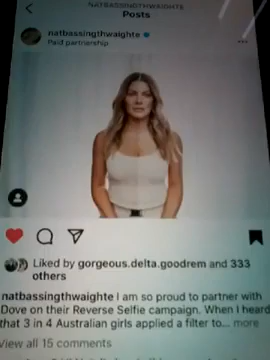 NATBASSINGTHWAIGHTE
Posts
natbassingthwaighte
Paid partnership
Liked by gorgeous.delta.goodrem and 333
others
natbassingthwaighte I am so proud to partner with
Dove on their Reverse Selfie campaign. When I heard
that 3 in 4 Australian girls applied a filter to... more
View all 15 comments